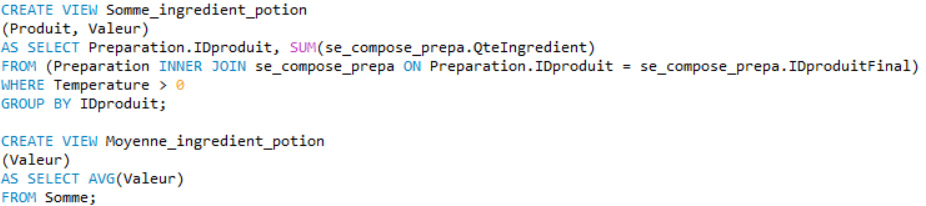 CREATE VIEW Somme_ingredient_potion
(Produit, Valeur)
AS SELECT Preparation.IDproduit, SUM(se_compose_prepa.QteIngredient)
FROM (Preparation INNER JOIN se_compose_prepa ON Preparation.IDproduit = se_compose_prepa.IDproduitFinal)
WHERE Temperature > 0
GROUP BY IDproduit;
CREATE VIEW Moyenne_ingredient_potion
(Valeur)
AS SELECT AVG(Valeur)
FROM Somme;